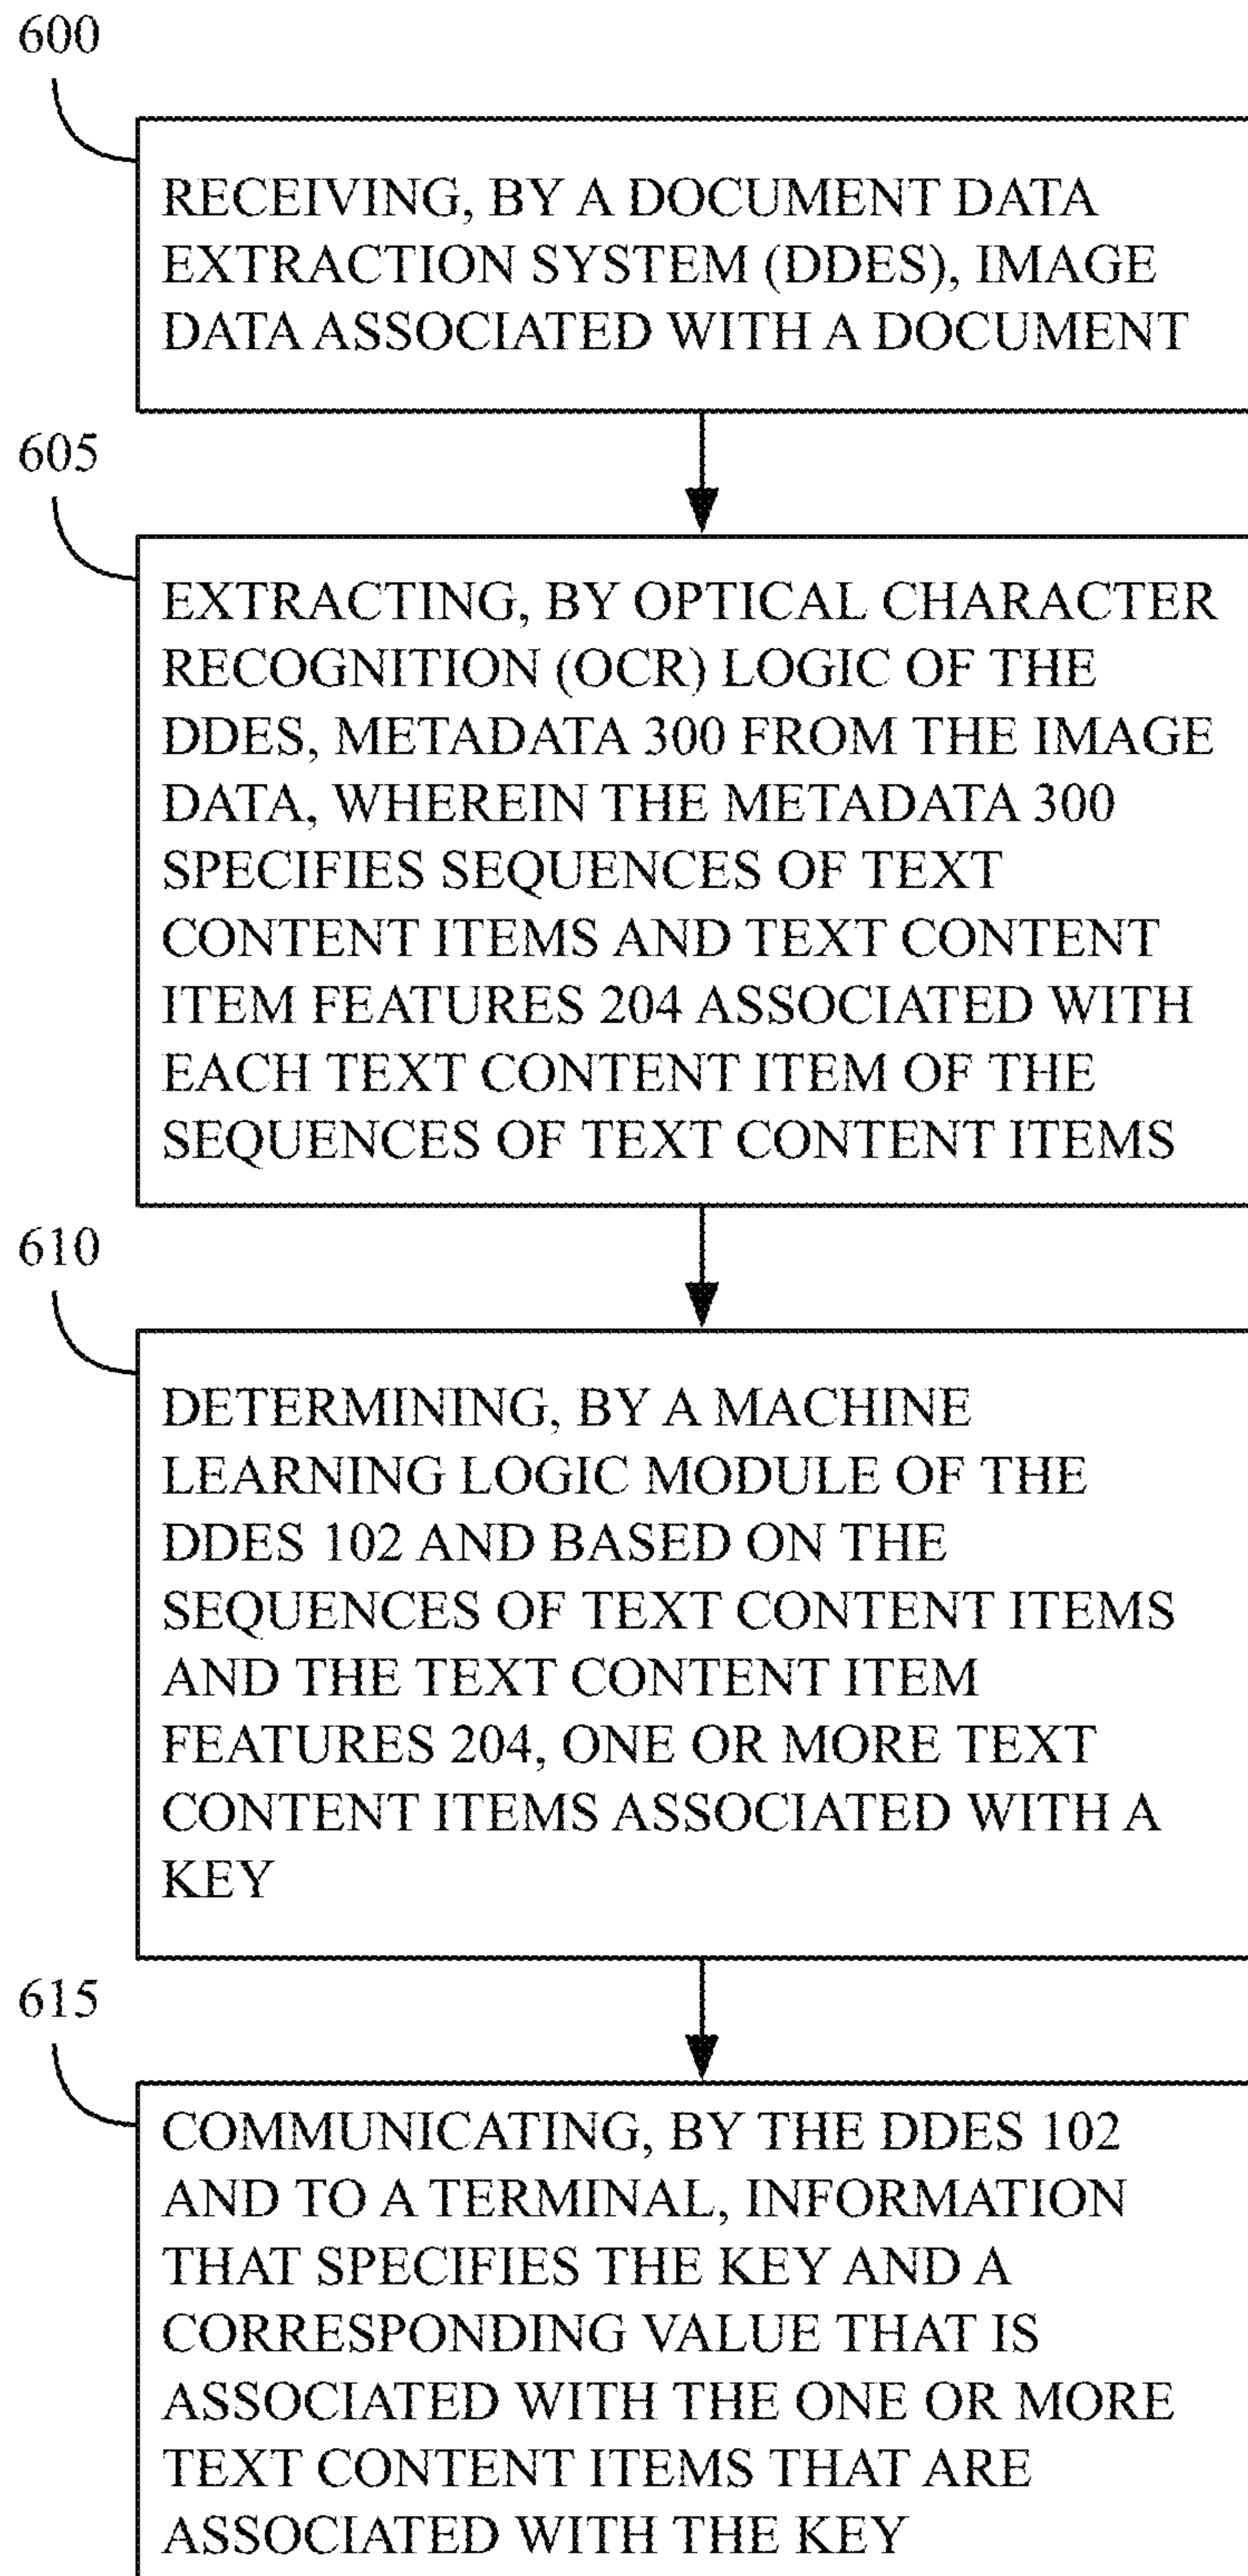 600
RECEIVING, BY A DOCUMENT DATA
EXTRACTION SYSTEM (DDES), IMAGE
DATA ASSOCIATED WITH A DOCUMENT
605
EXTRACTING, BY OPTICAL CHARACTER
RECOGNITION (OCR) LOGIC OF THE
DDES, METADATA 300 FROM THE IMAGE
DATA, WHEREIN THE METADATA 300
SPECIFIES SEQUENCES OF TEXT
CONTENT ITEMS AND TEXT CONTENT
ITEM FEATURES 204 ASSOCIATED WITH
EACH TEXT CONTENT ITEM OF THE
SEQUENCES OF TEXT CONTENT ITEMS
610
DETERMINING, BY A MACHINE
LEARNING LOGIC MODULE OF THE
DDES 102 AND BASED ON THE
SEQUENCES OF TEXT CONTENT ITEMS
AND THE TEXT CONTENT ITEM
FEATURES 204, ONE OR MORE TEXT
CONTENT ITEMS ASSOCIATED WITH A
KEY
615
COMMUNICATING, BY THE DDES 102
AND TO A TERMINAL, INFORMATION
THAT SPECIFIES THE KEY AND A
CORRESPONDING VALUE THAT IS
ASSOCIATED WITH THE ONE OR MORE
TEXT CONTENT ITEMS THAT ARE
ASSOCIATED WITH THE KEY